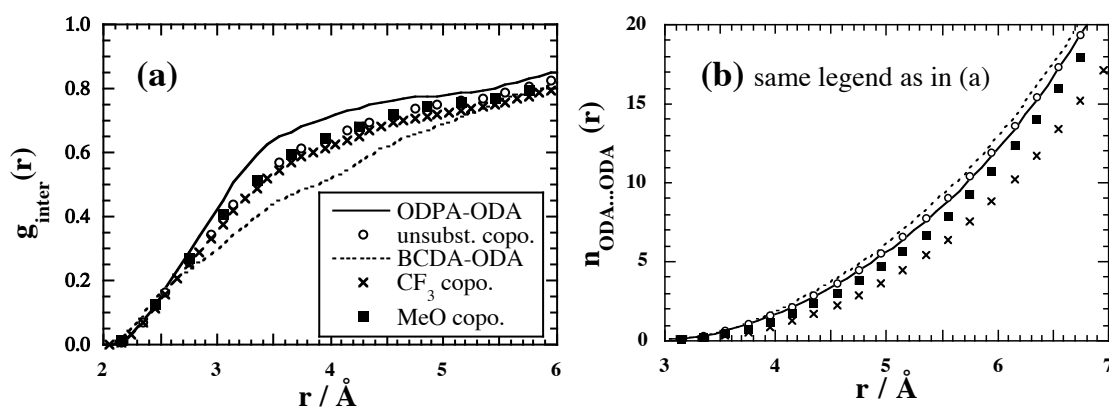 (a)
g_inter(r)
1.0
0.8
0.6
0.4
0.2
0.0
2 3 4 5 6
r / Å
ODPA-ODA
unsubst. copo.
BCDA-ODA
CF₃ copo.
MeO copo.
(b) same legend as in (a)
n_ODA...ODA (r)
20
15
10
5
0
3 4 5 6 7
r / Å